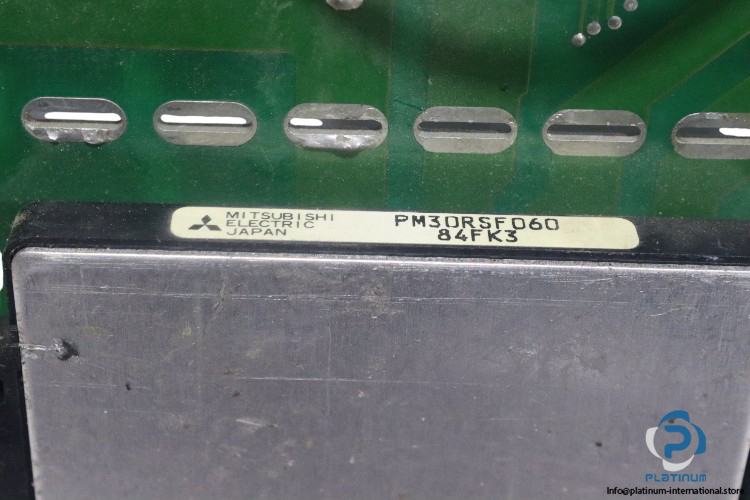 MITSUBISHI
ELECTRIC
JAPAN
PM30RSF060
84FK3
PLATINUM
Info@platinum-international.store